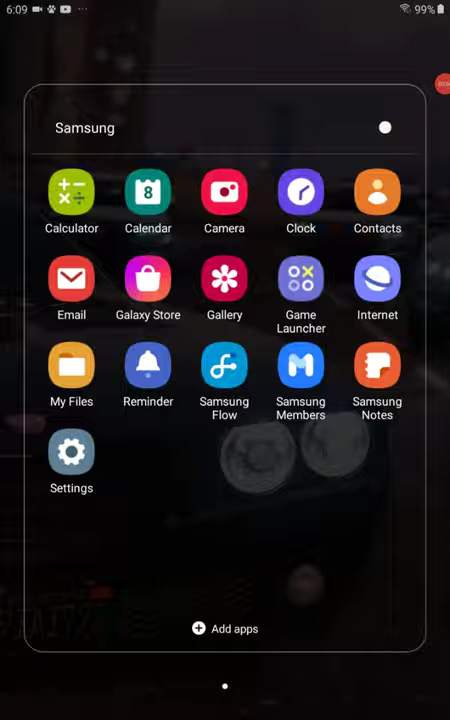 6:09
99%
Samsung
Calculator Calendar Camera Clock Contacts
8
Email Galaxy Store Gallery Game Launcher Internet
My Files Reminder Samsung Flow Samsung Members Samsung Notes
Settings
Add apps